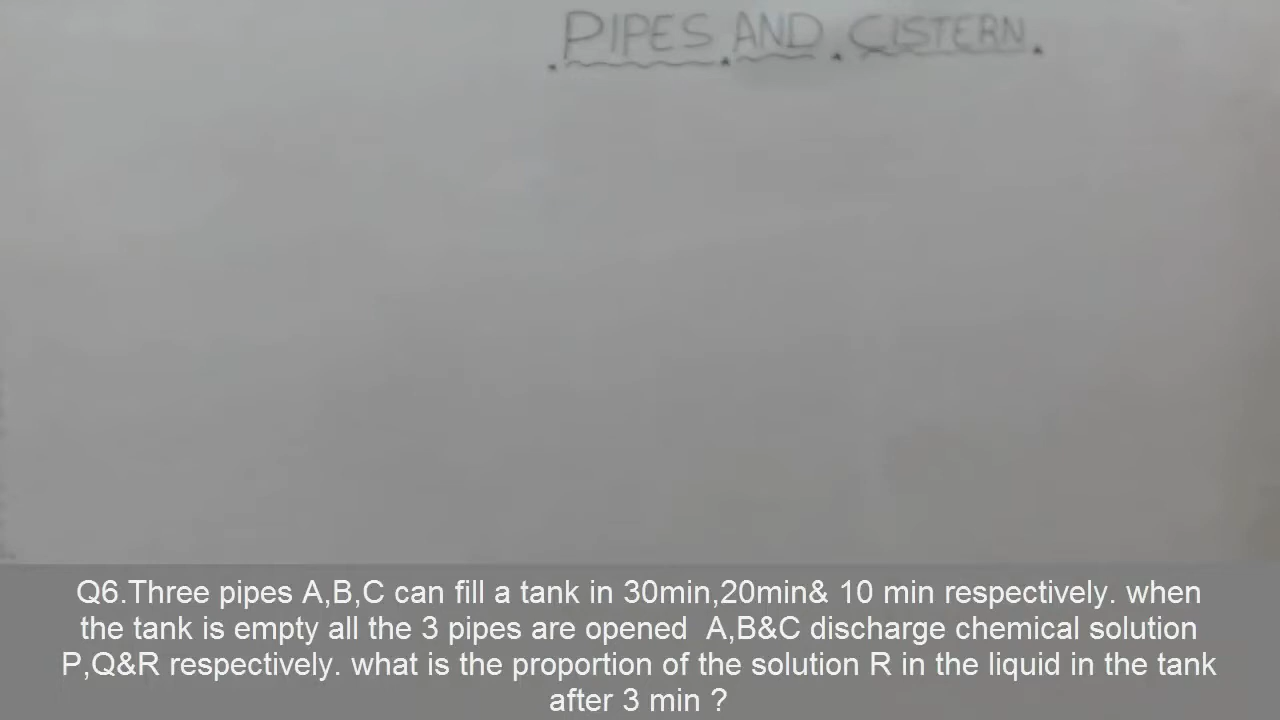 PIPES AND CISTERN.
Q6.Three pipes A,B,C can fill a tank in 30min,20min& 10 min respectively. when
the tank is empty all the 3 pipes are opened  A,B&C discharge chemical solution
P,Q&R respectively. what is the proportion of the solution R in the liquid in the tank
after 3 min ?